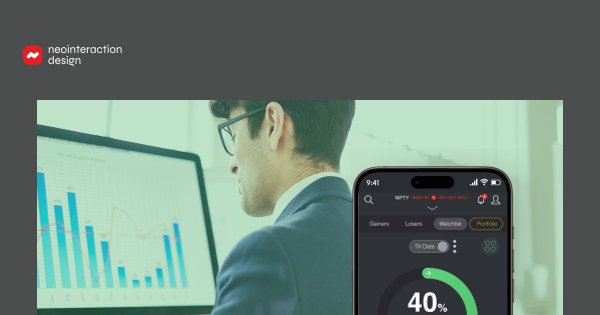 neointeraction
design
9:41
NIFTY
Gainers Losers Watchlist Portfolio
Till Date
40%